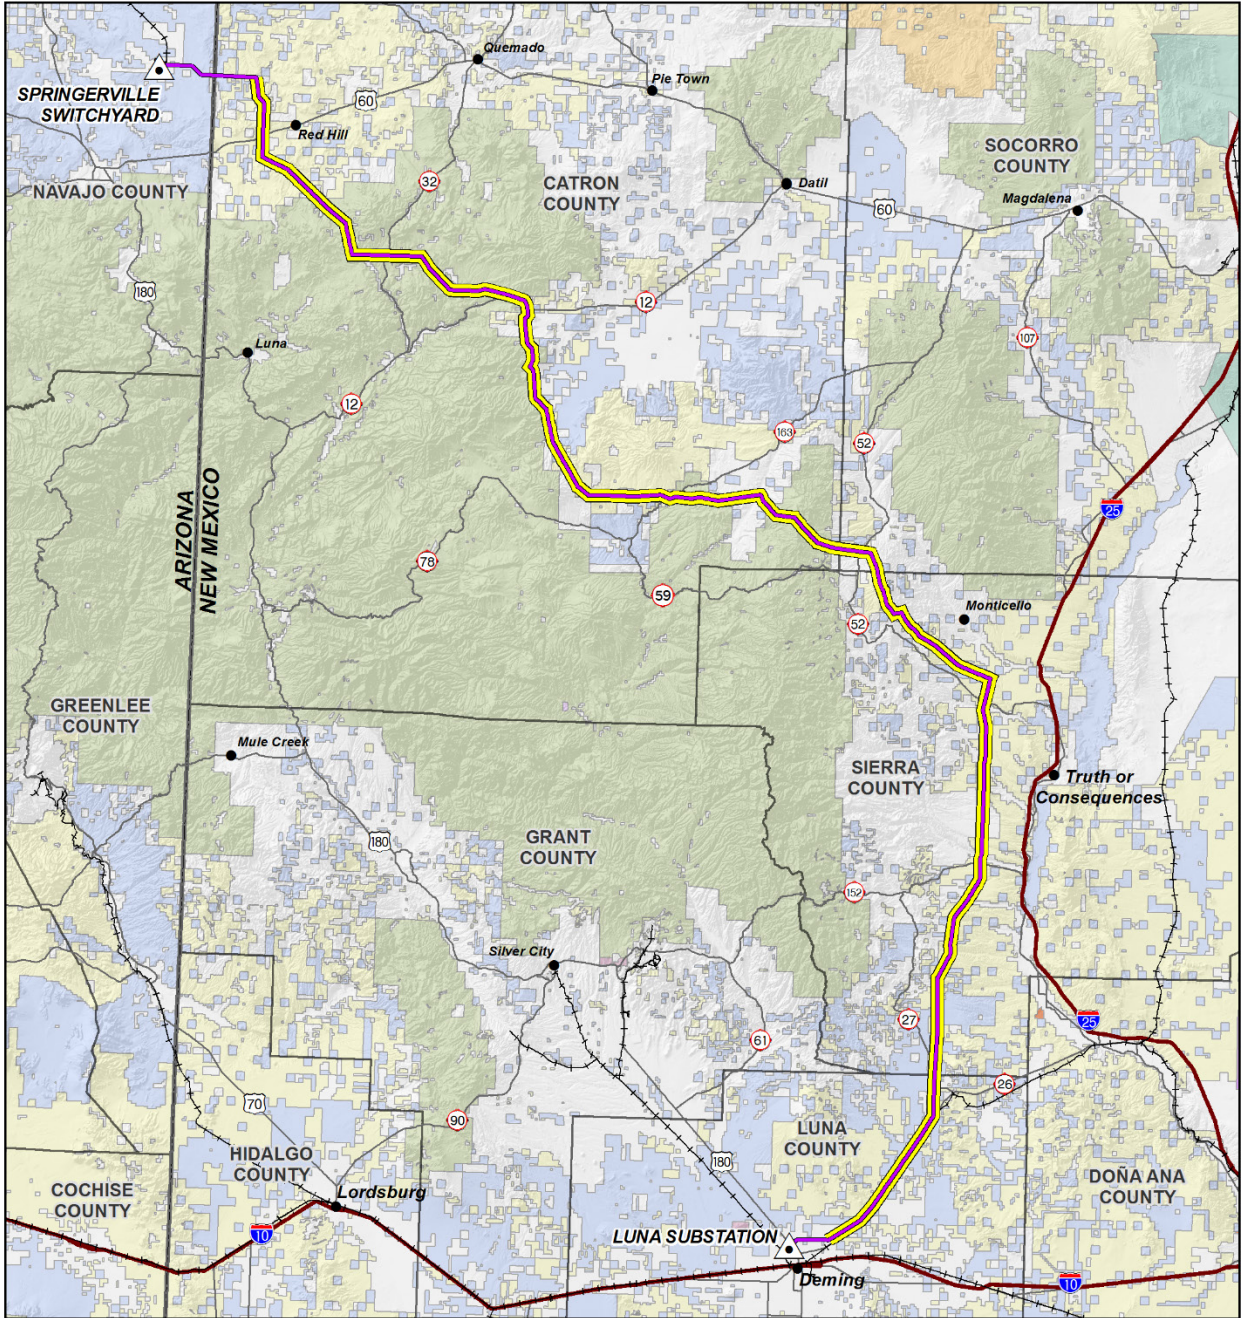 Quemado
Pie Town
SPRINGERVILLE
SWITCHYARD
60
Red Hill
SOCORRO
COUNTY
NAVAJO COUNTY
32
CATRON
COUNTY
Datil
60
Magdalena
180
12
107
Luna
12
163
52
ARIZONA
NEW MEXICO
25
78
59
Monticello
52
GREENLEE
COUNTY
Mule Creek
SIERRA
COUNTY
Truth or
Consequences
180
GRANT
COUNTY
152
Silver City
27
25
61
26
70
90
LUNA
COUNTY
HIDALGO
COUNTY
180
DOÑA ANA
COUNTY
COCHISE
COUNTY
Lordsburg
10
LUNA SUBSTATION
Deming
10